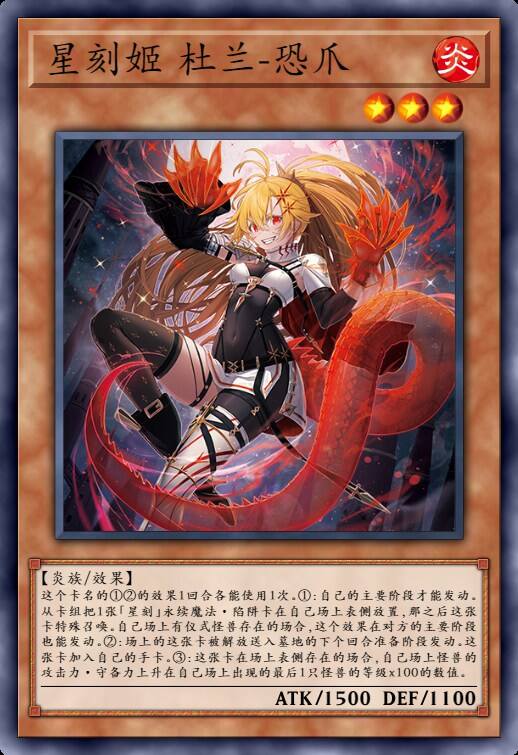 星刻姬 杜兰-恐爪
炎
【炎族/效果】
这个卡名的①②的效果1回合各能使用1次。①:自己的主要阶段才能发动。
从卡组把1张「星刻」永续魔法·陷阱卡在自己场上表侧放置,那之后这张
卡特殊召唤。自己场上有仪式怪兽存在的场合,这个效果在对方的主要阶段
也能发动。②:场上的这张卡被解放送入墓地的下个回合准备阶段发动。这
张卡加入自己的手卡。③:这张卡在场上表侧存在的场合,自己场上怪兽的
攻击力·守备力上升在自己场上出现的最后1只怪兽的等级x100的数值。
ATK/1500 DEF/1100